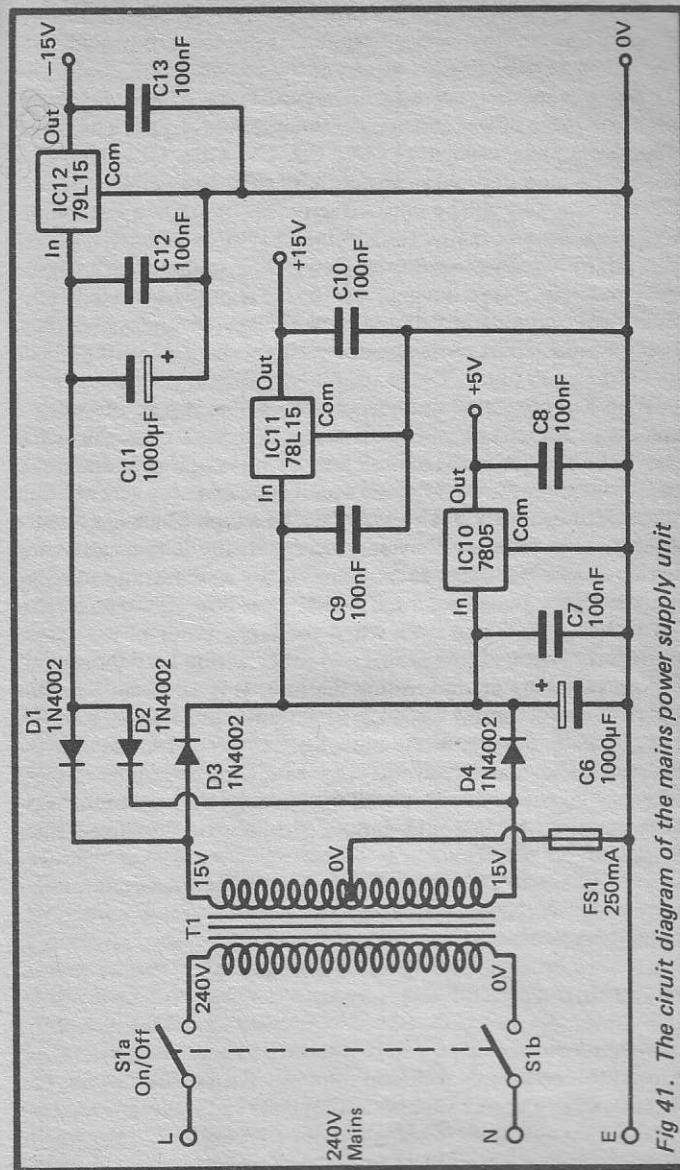 S1a
On/Off
L
240V
Mains
N
S1b
E
240V
0V
T1
15V
0V
15V
FS1
250mA
D1
1N4002
D2
1N4002
D3
1N4002
D4
1N4002
C11
1000µF
+
C12
100nF
In
IC12
79L15
Out
Com
−15V
C13
100nF
C9
100nF
In
IC11
78L15
Out
Com
+15V
C10
100nF
+
C6
1000µF
C7
100nF
In
IC10
7805
Out
Com
+5V
C8
100nF
0V
Fig 41. The ciruit diagram of the mains power supply unit